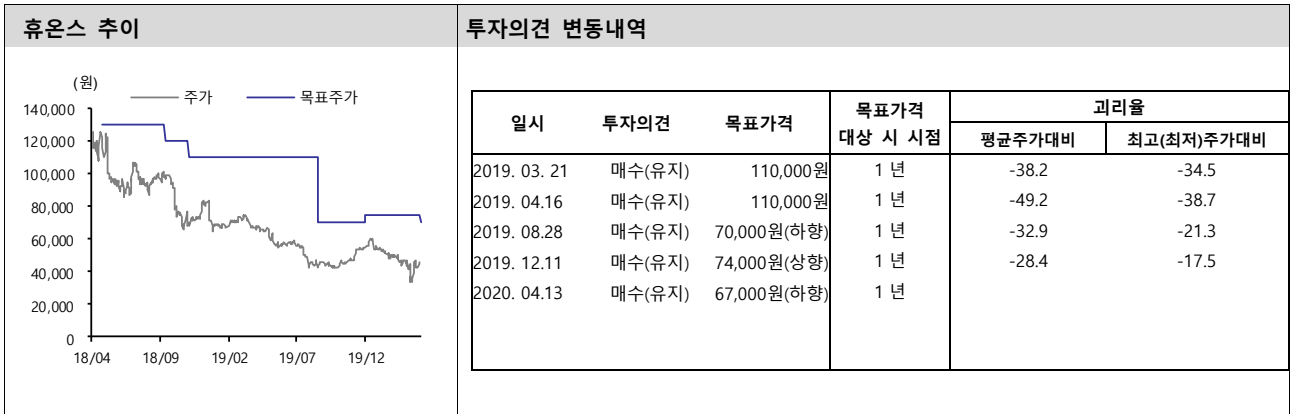 휴온스 추이
투자의견 변동내역
(원)
주가
목표주가
140,000
120,000
100,000
80,000
60,000
40,000
20,000
0
18/04 18/09 19/02 19/07 19/12
일시 투자의견 목표가격 목표가격 대상 시 시점 괴리율
평균주가대비 최고(최저)주가대비
2019. 03. 21 매수(유지) 110,000원 1 년 -38.2 -34.5
2019. 04.16 매수(유지) 110,000원 1 년 -49.2 -38.7
2019. 08.28 매수(유지) 70,000원(하향) 1 년 -32.9 -21.3
2019. 12.11 매수(유지) 74,000원(상향) 1 년 -28.4 -17.5
2020. 04.13 매수(유지) 67,000원(하향) 1 년